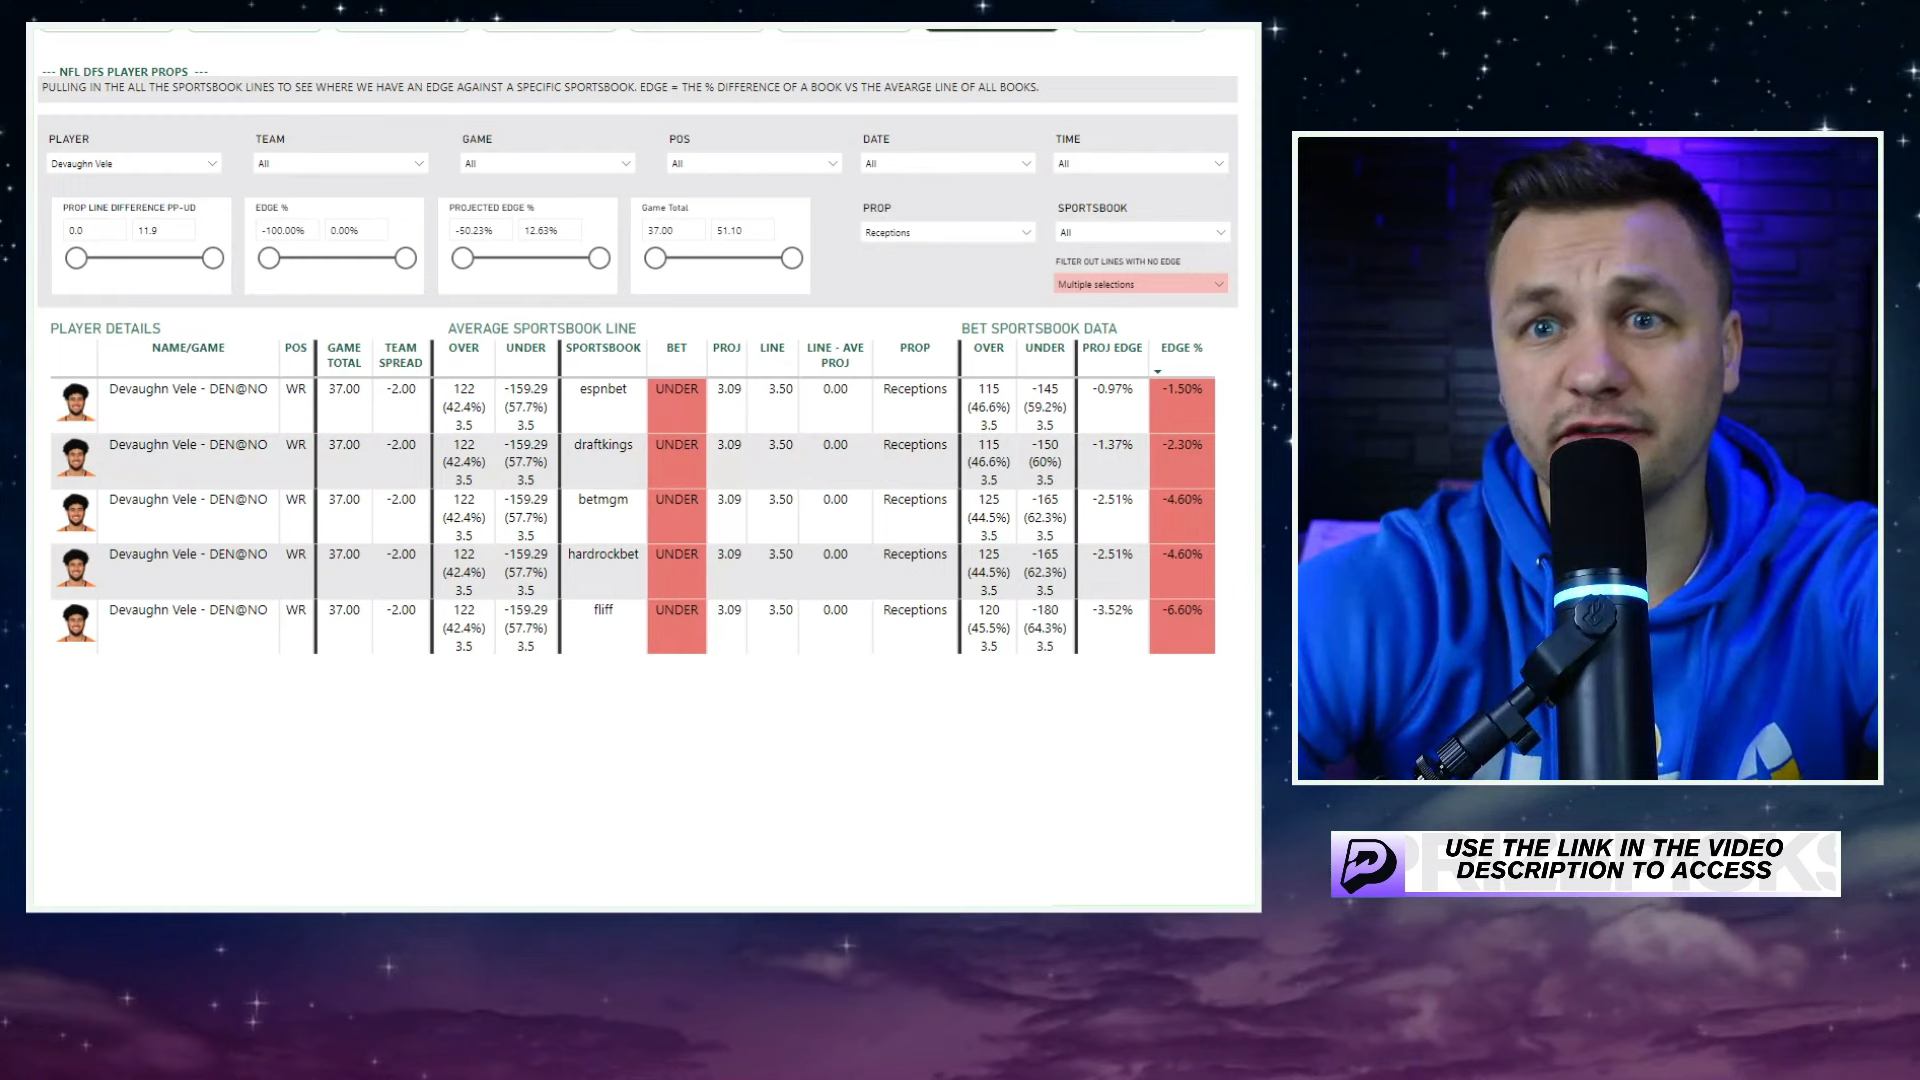 --- NFL DFS PLAYER PROPS ---
PULLING IN THE ALL THE SPORTSBOOK LINES TO SEE WHERE WE HAVE AN EDGE AGAINST A SPECIFIC SPORTSBOOK. EDGE = THE % DIFFERENCE OF A BOOK VS THE AVEARGE LINE OF ALL BOOKS.
PLAYER TEAM GAME POS DATE TIME
Devaughn Vele All All All All All
PROP LINE DIFFERENCE PP-UD EDGE % PROJECTED EDGE % Game Total PROP SPORTSBOOK
0.0 11.9 -100.00% 0.00% -50.23% 12.63% 37.00 51.10 Receptions All
FILTER OUT LINES WITH NO EDGE
Multiple selections
PLAYER DETAILS AVERAGE SPORTSBOOK LINE BET SPORTSBOOK DATA
NAME/GAME POS GAME TEAM OVER UNDER SPORTSBOOK BET PROJ LINE LINE - AVE PROP OVER UNDER PROJ EDGE EDGE %
TOTAL SPREAD PROJ
Devaughn Vele - DEN@NO WR 37.00 -2.00 122 -159.29 espnbet UNDER 3.09 3.50 0.00 Receptions 115 -145 -0.97% -1.50%
(42.4%) (57.7%) (46.6%) (59.2%)
3.5 3.5 3.5 3.5
Devaughn Vele - DEN@NO WR 37.00 -2.00 122 -159.29 draftkings UNDER 3.09 3.50 0.00 Receptions 115 -150 -1.37% -2.30%
(42.4%) (57.7%) (46.6%) (60%)
3.5 3.5 3.5 3.5
Devaughn Vele - DEN@NO WR 37.00 -2.00 122 -159.29 betmgm UNDER 3.09 3.50 0.00 Receptions 125 -165 -2.51% -4.60%
(42.4%) (57.7%) (44.5%) (62.3%)
3.5 3.5 3.5 3.5
Devaughn Vele - DEN@NO WR 37.00 -2.00 122 -159.29 hardrockbet UNDER 3.09 3.50 0.00 Receptions 125 -165 -2.51% -4.60%
(42.4%) (57.7%) (44.5%) (62.3%)
3.5 3.5 3.5 3.5
Devaughn Vele - DEN@NO WR 37.00 -2.00 122 -159.29 fliff UNDER 3.09 3.50 0.00 Receptions 120 -180 -3.52% -6.60%
(42.4%) (57.7%) (45.5%) (64.3%)
3.5 3.5 3.5 3.5
PRIZEPICKS
USE THE LINK IN THE VIDEO
DESCRIPTION TO ACCESS